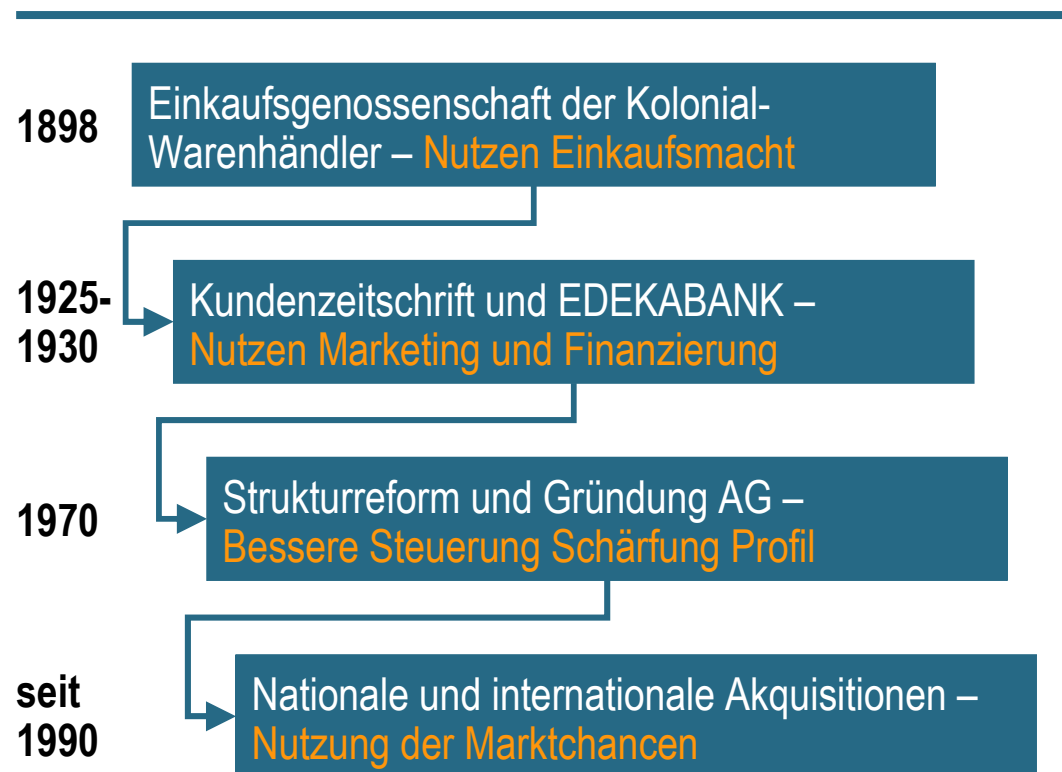 1898
Einkaufsgenossenschaft der Kolonial-
Warenhändler – Nutzen Einkaufsmacht
1925-
1930
Kundenzeitschrift und EDEKABANK –
Nutzen Marketing und Finanzierung
1970
Strukturreform und Gründung AG –
Bessere Steuerung Schärfung Profil
seit
1990
Nationale und internationale Akquisitionen –
Nutzung der Marktchancen